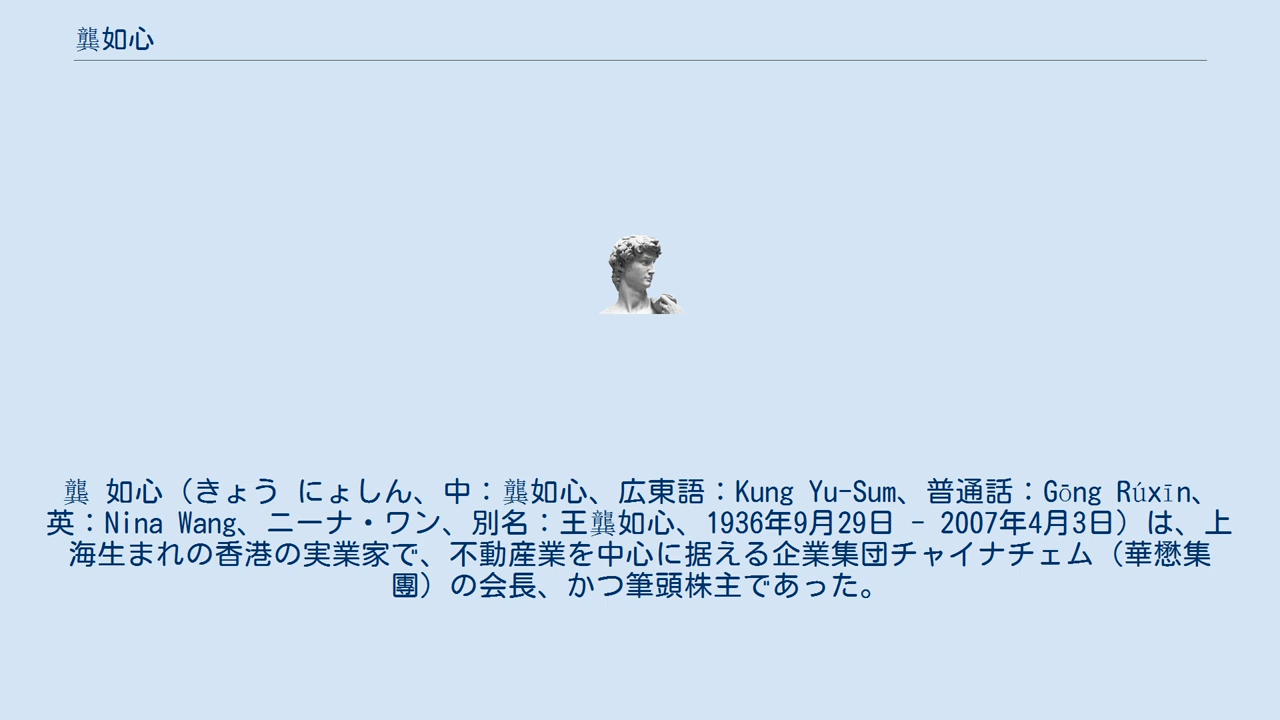 龔如心
龔 如心（きょう にょしん、中：龔如心、広東語：Kung Yu-Sum、普通話：Gōng Rúxīn、
英：Nina Wang、ニーナ・ワン、別名：王龔如心、1936年9月29日 - 2007年4月3日）は、上
海生まれの香港の実業家で、不動産業を中心に据える企業集団チャイナチェム（華懋集
團）の会長、かつ筆頭株主であった。